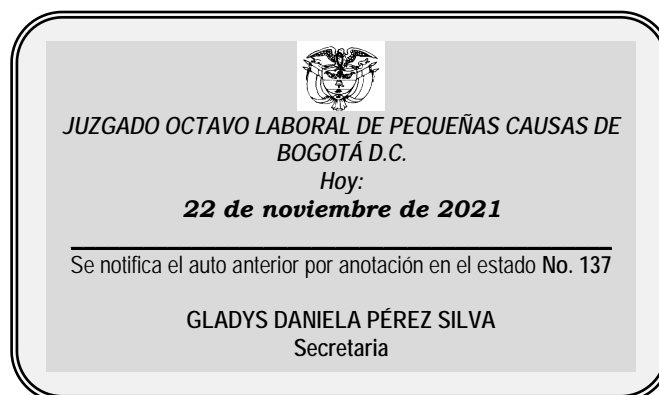 JUZGADO OCTAVO LABORAL DE PEQUEÑAS CAUSAS DE
BOGOTÁ D.C.
Hoy:
22 de noviembre de 2021
Se notifica el auto anterior por anotación en el estado No. 137
GLADYS DANIELA PÉREZ SILVA
Secretaria